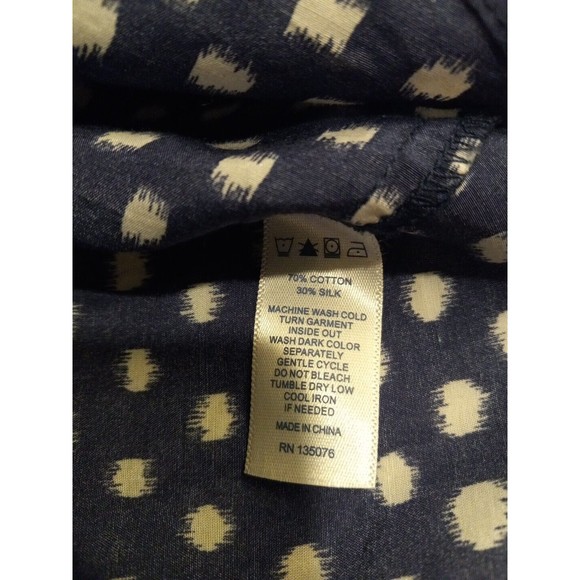 70% COTTON
30% SILK
MACHINE WASH COLD
TURN GARMENT
INSIDE OUT
WASH DARK COLOR
SEPARATELY
GENTLE CYCLE
DO NOT BLEACH
TUMBLE DRY LOW
COOL IRON
IF NEEDED
MADE IN CHINA
RN 135076